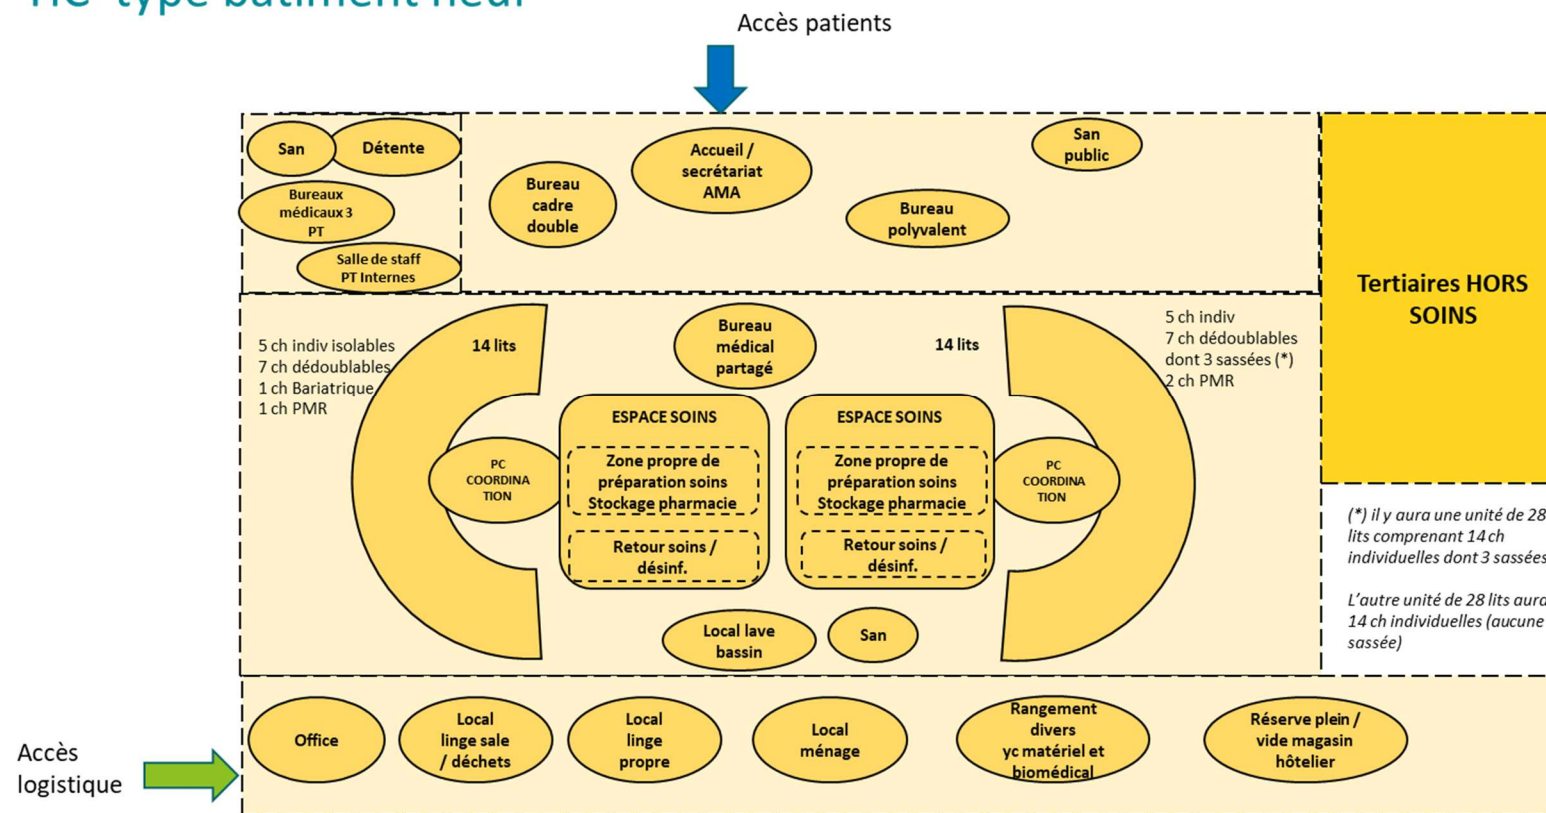 HC type bâtiment neuf
Accès patients
San
Détente
Bureaux
médicaux 3
PT
Salle de staff
PT Internes
Bureau
cadre
double
Accueil /
secrétariat
AMA
Bureau
polyvalent
San
public
Tertiaires HORS
SOINS
5 ch indiv isolables
7 ch dédoublables
1 ch Bariatrique
1 ch PMR
14 lits
Bureau
médical
partagé
14 lits
5 ch indiv
7 ch dédoublables
dont 3 sassées (*)
2 ch PMR
PC
COORDINA
TION
ESPACE SOINS
Zone propre de
préparation soins
Stockage pharmacie
Retour soins /
désinf.
ESPACE SOINS
Zone propre de
préparation soins
Stockage pharmacie
Retour soins /
désinf.
PC
COORDINA
TION
Local lave
bassin
San
(*) il y aura une unité de 28
lits comprenant 14 ch
individuelles dont 3 sassées
L'autre unité de 28 lits aura
14 ch individuelles (aucune
sassée)
Accès
logistique
Office
Local
linge sale
/ déchets
Local
linge
propre
Local
ménage
Rangement
divers
yc matériel et
biomédical
Réserve plein /
vide magasin
hôtelier